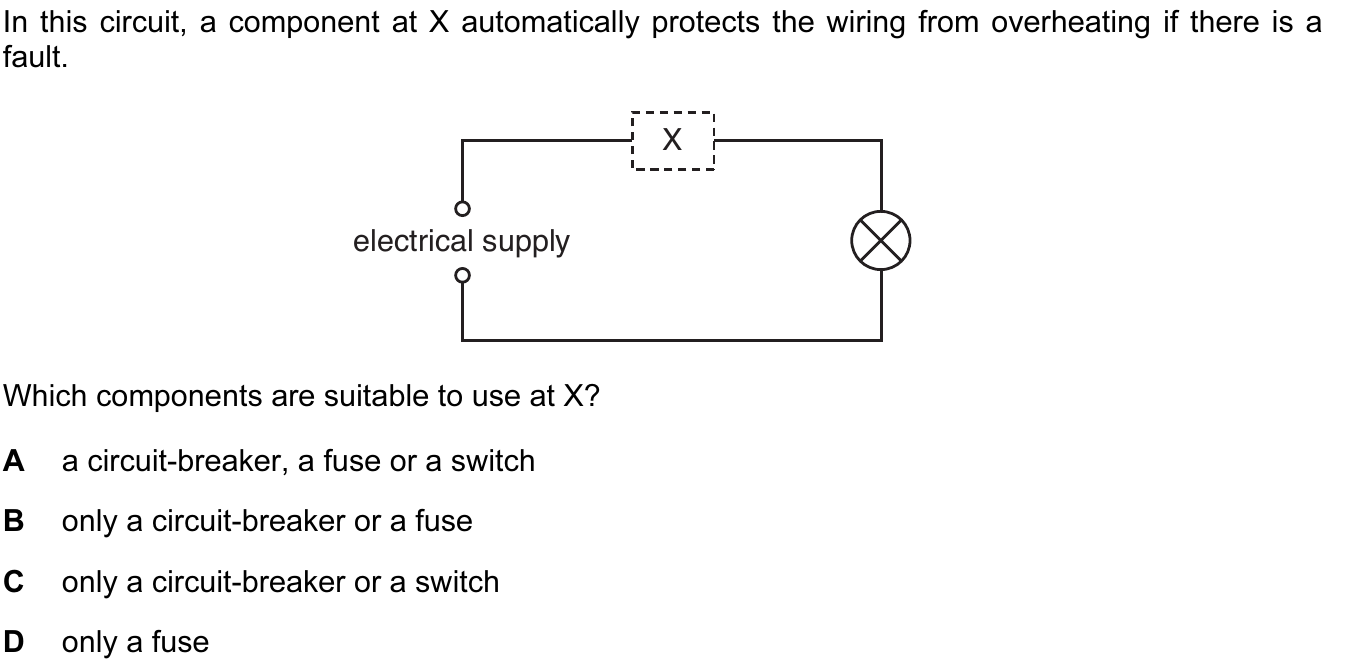 In this circuit, a component at X automatically protects the wiring from overheating if there is a
fault.
X
electrical supply
Which components are suitable to use at X?
A a circuit-breaker, a fuse or a switch
B only a circuit-breaker or a fuse
C only a circuit-breaker or a switch
D only a fuse